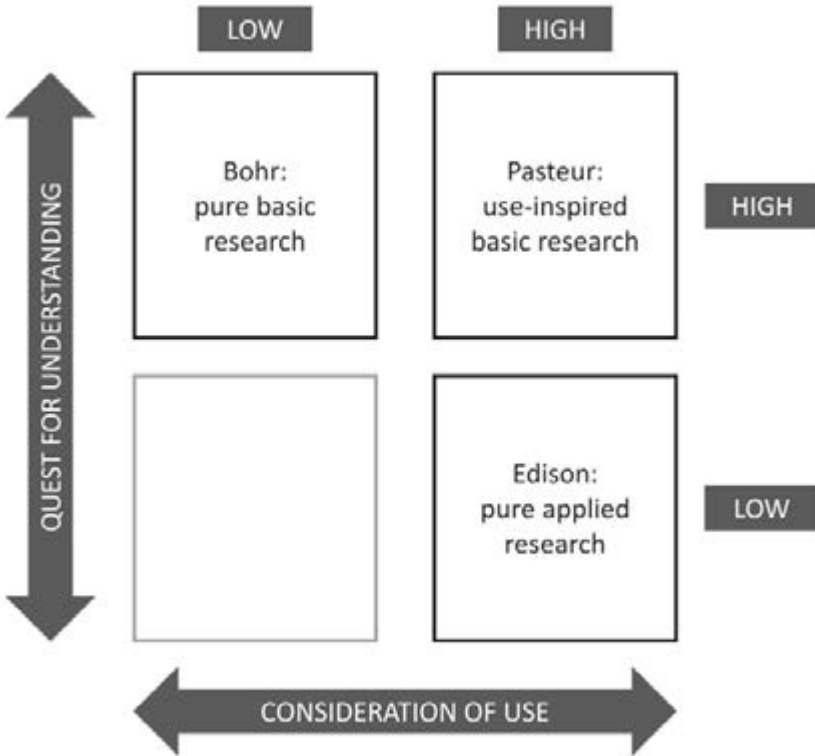 LOW
HIGH
Bohr:
pure basic
research
Pasteur:
use-inspired
basic research
HIGH
QUEST FOR UNDERSTANDING
Edison:
pure applied
research
LOW
CONSIDERATION OF USE